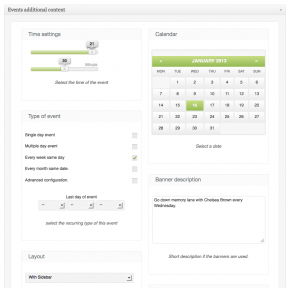 Events additional content
Time settings
21
Hour
50
Minute
Select the time of the event
Type of event
Single day event
Multiple day event
Every week same day
Every month same date
Advanced configuration
Last day of event
--
--
--
select the recurring type of this event
Layout
With Sidebar
Calendar
JANUARY 2013
MON TUE WED THU FRI SAT SUN
1 2 3 4 5 6
7 8 9 10 11 12 13
14 15 16 17 18 19 20
21 22 23 24 25 26 27
28 29 30 31
Select a date
Banner description
Go down memory lane with Chelsea Brown every
Wednesday.
Short description if the banners are used.